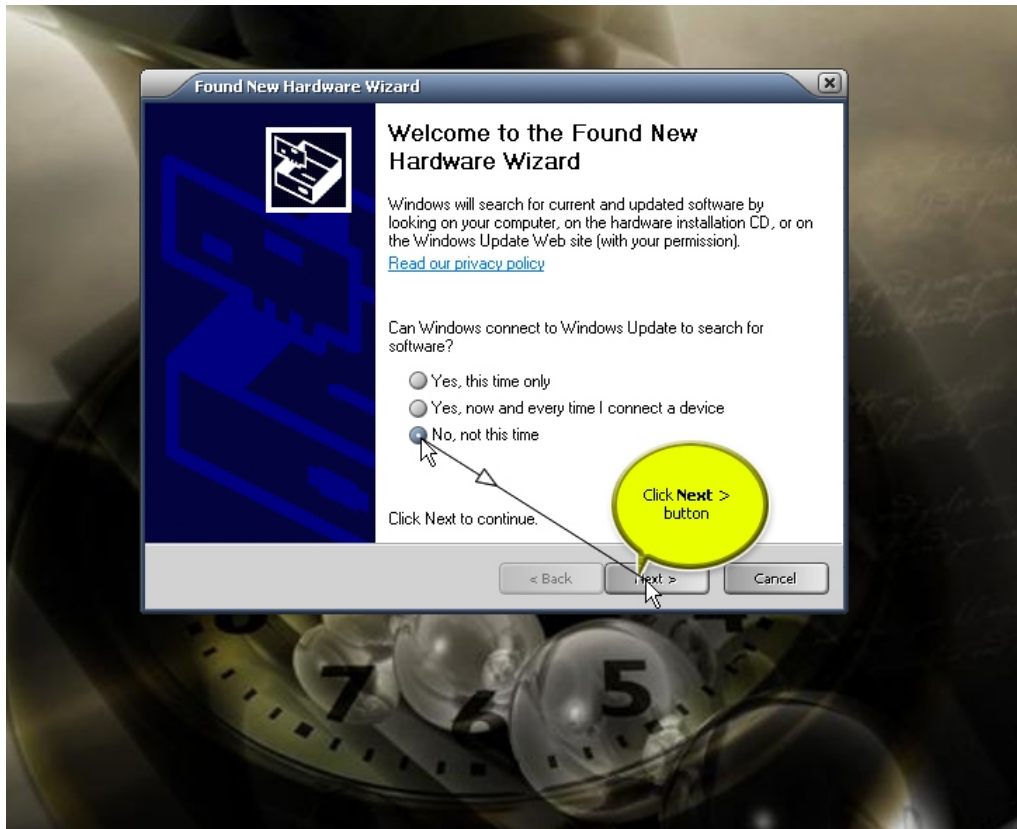 Found New Hardware Wizard
Welcome to the Found New
Hardware Wizard
Windows will search for current and updated software by
looking on your computer, on the hardware installation CD, or on
the Windows Update Web site (with your permission).
Read our privacy policy
Can Windows connect to Windows Update to search for
software?
Yes, this time only
Yes, now and every time I connect a device
No, not this time
Click Next >
button
Click Next to continue.
< Back
Next >
Cancel
7
6
5